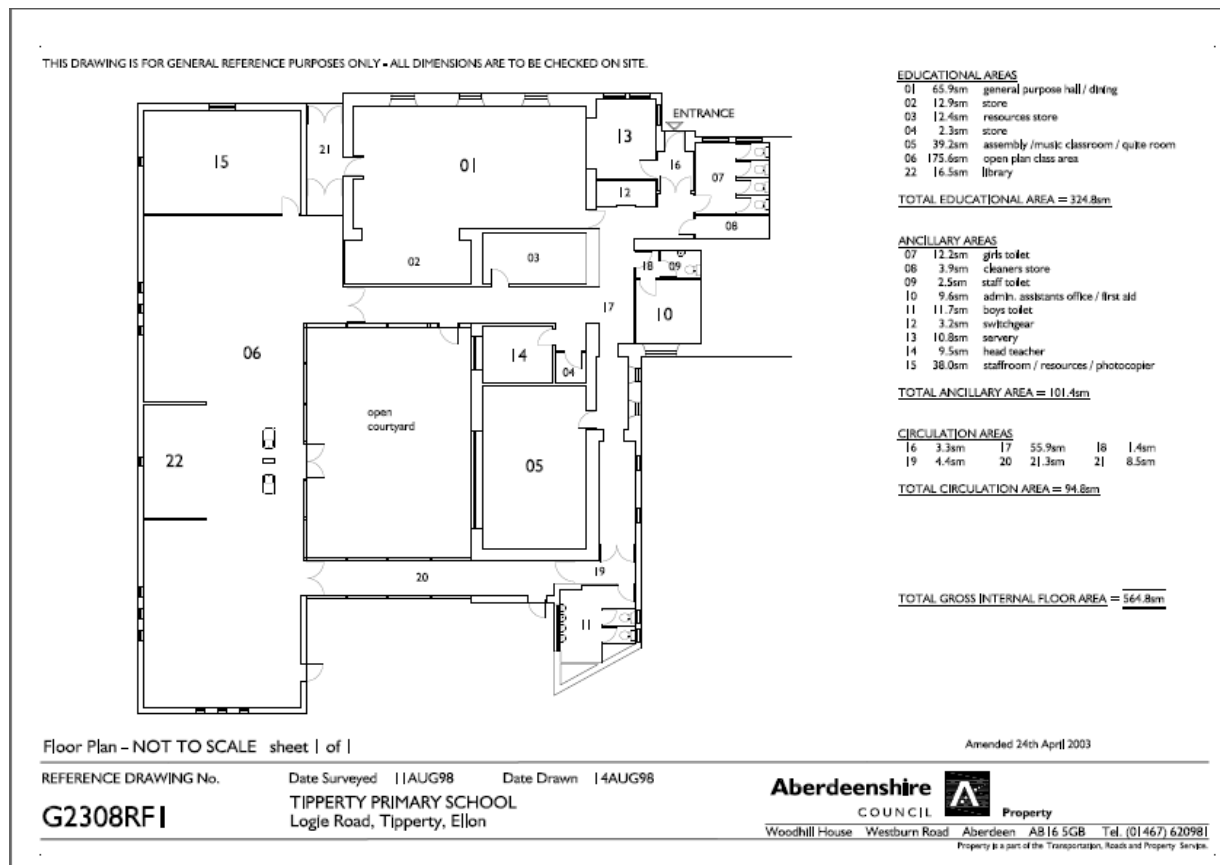 THIS DRAWING IS FOR GENERAL REFERENCE PURPOSES ONLY - ALL DIMENSIONS ARE TO BE CHECKED ON SITE.
ENTRANCE
15
21
01
13
16
07
12
08
02
03
18
09
17
10
06
14
04
open
courtyard
22
05
20
19
11
EDUCATIONAL AREAS
01 65.9sm general purpose hall / dining
02 12.9sm store
03 12.4sm resources store
04 2.3sm store
05 39.2sm assembly /music classroom / quite room
06 175.6sm open plan class area
22 16.5sm library
TOTAL EDUCATIONAL AREA = 324.8sm
ANCILLARY AREAS
07 12.2sm girls toilet
08 3.9sm cleaners store
09 2.5sm staff toilet
10 9.6sm admin. assistants office / first aid
11 11.7sm boys toilet
12 3.2sm switchgear
13 10.8sm servery
14 9.5sm head teacher
15 38.0sm staffroom / resources / photocopier
TOTAL ANCILLARY AREA = 101.4sm
CIRCULATION AREAS
16 3.3sm 17 55.9sm 18 1.4sm
19 4.4sm 20 21.3sm 21 8.5sm
TOTAL CIRCULATION AREA = 94.8sm
TOTAL GROSS INTERNAL FLOOR AREA = 564.8sm
Floor Plan - NOT TO SCALE sheet 1 of 1
Amended 24th April 2003
REFERENCE DRAWING No.
G2308RF1
Date Surveyed 11AUG98 Date Drawn 14AUG98
TIPPERTY PRIMARY SCHOOL
Logie Road, Tipperty, Ellon
Aberdeenshire
COUNCIL
Property
Woodhill House Westburn Road Aberdeen AB16 5GB Tel. (01467) 620981
Property is a part of the Transportation, Roads and Property Service.